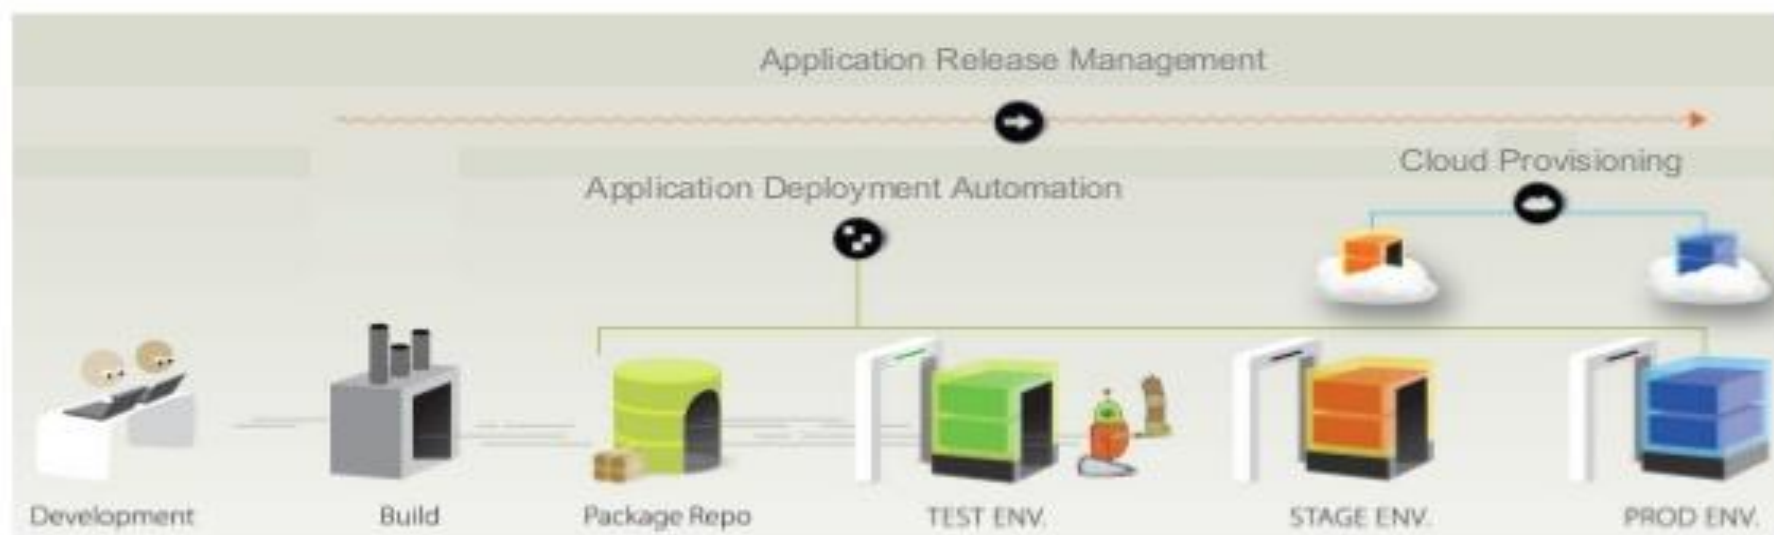 Application Release Management
Cloud Provisioning
Application Deployment Automation
Development
Build
Package Repo
TEST ENV.
STAGE ENV.
PROD ENV.